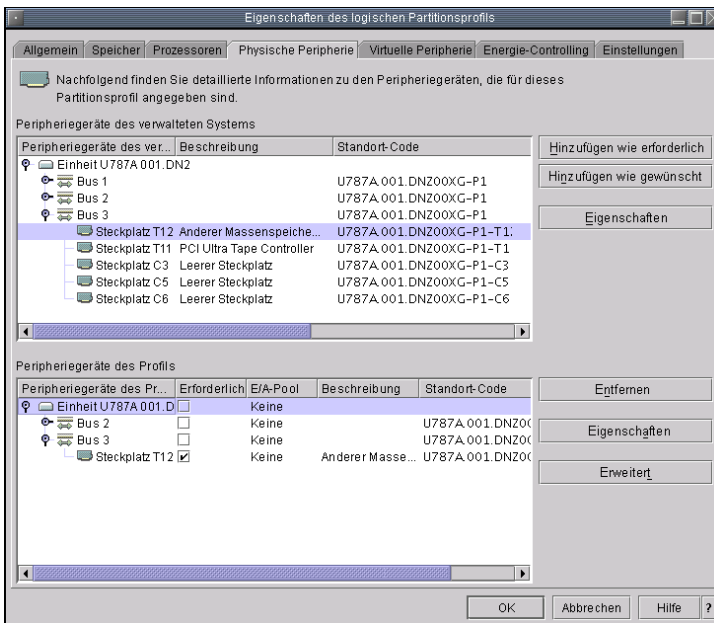 Eigenschaften des logischen Partitionsprofils
Allgemein Speicher Prozessoren Physische Peripherie Virtuelle Peripherie Energie-Controlling Einstellungen
Nachfolgend finden Sie detaillierte Informationen zu den Peripheriegeräten, die für dieses
Partitionsprofil angegeben sind.
Peripheriegeräte des verwalteten Systems
Peripheriegeräte des ver... Beschreibung Standort-Code
Hinzufügen wie erforderlich
Einheit U787A.001.DN2
Bus 1 U787A.001.DNZ00XG-P1
Hinzufügen wie gewünscht
Bus 2 U787A.001.DNZ00XG-P1
Bus 3 U787A.001.DNZ00XG-P1
Eigenschaften
Steckplatz T12 Anderer Massenspeiche... U787A.001.DNZ00XG-P1-T1
Steckplatz T11 PCI Ultra Tape Controller U787A.001.DNZ00XG-P1-T1
Steckplatz C3 Leerer Steckplatz U787A.001.DNZ00XG-P1-C3
Steckplatz C5 Leerer Steckplatz U787A.001.DNZ00XG-P1-C5
Steckplatz C6 Leerer Steckplatz U787A.001.DNZ00XG-P1-C6
Peripheriegeräte des Profils
Peripheriegeräte des Pr... Erforderlich E/A-Pool Beschreibung Standort-Code
Entfernen
Einheit U787A.001.D Keine
Bus 2 Keine U787A.001.DNZ00
Eigenschaften
Bus 3 Keine U787A.001.DNZ00
Steckplatz T12 Keine Anderer Masse... U787A.001.DNZ00
Erweitert
OK Abbrechen Hilfe ?